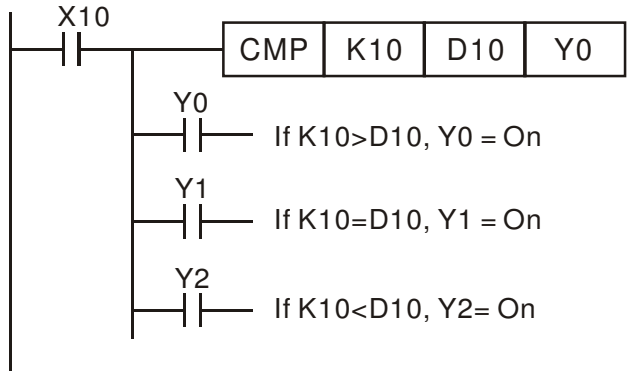 X10
CMP K10 D10 Y0
Y0
If K10>D10, Y0 = On
Y1
If K10=D10, Y1 = On
Y2
If K10<D10, Y2= On